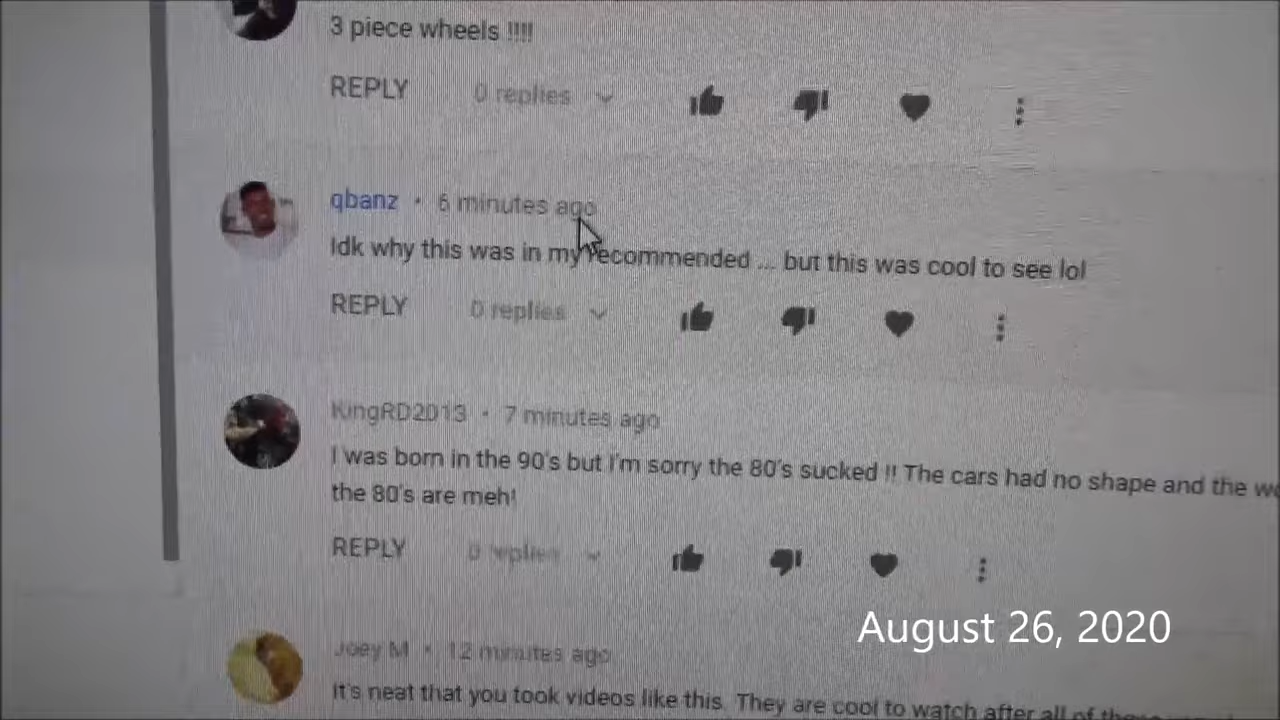 3 piece wheels !!!!
REPLY 0 replies
qbanz • 6 minutes ago
Idk why this was in my recommended ... but this was cool to see lol
REPLY 0 replies
KingRD2013 • 7 minutes ago
I was born in the 90's but I'm sorry the 80's sucked !! The cars had no shape and the
the 80's are meh!
REPLY 0 replies
August 26, 2020
Joey M • 12 minutes ago
It's neat that you took videos like this. They are cool to watch after all of